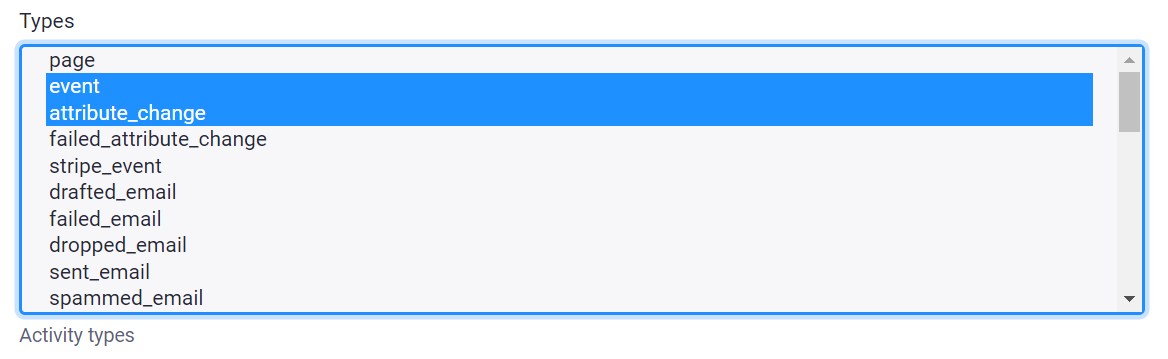 Types
page
event
attribute_change
failed_attribute_change
stripe_event
drafted_email
failed_email
dropped_email
sent_email
spammed_email
Activity types